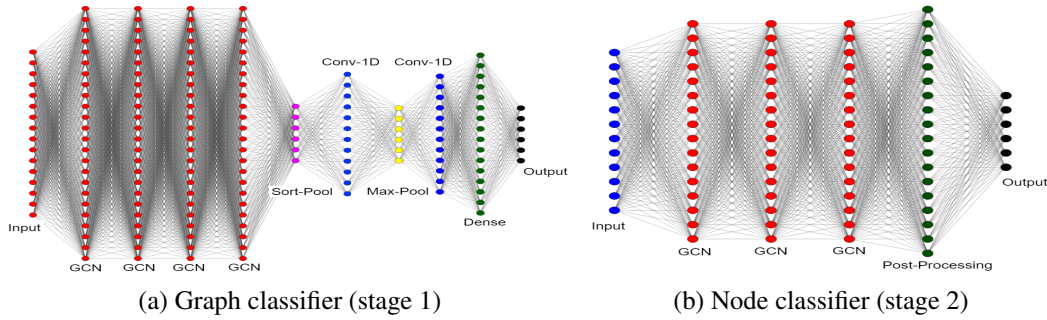 Conv-1D
Conv-1D
Input
GCN
GCN
GCN
GCN
Sort-Pool
Max-Pool
Dense
Output
(a) Graph classifier (stage 1)
Input
GCN
GCN
GCN
Post-Processing
Output
(b) Node classifier (stage 2)